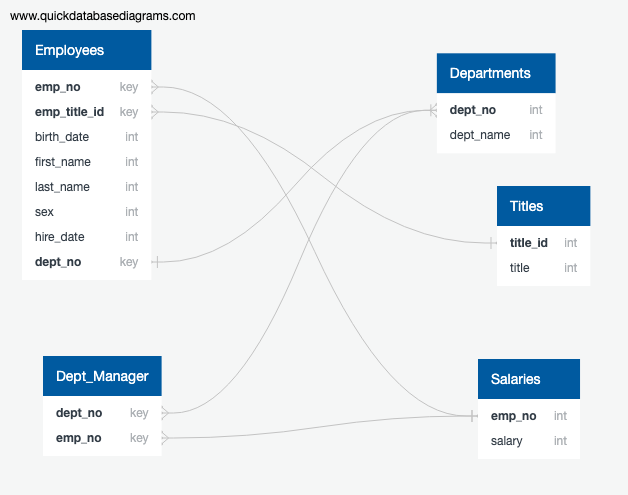 www.quickdatabasediagrams.com
Employees
emp_no key
emp_title_id key
birth_date int
first_name int
last_name int
sex int
hire_date int
dept_no key
Departments
dept_no int
dept_name int
Titles
title_id int
title int
Dept_Manager
dept_no key
emp_no key
Salaries
emp_no int
salary int